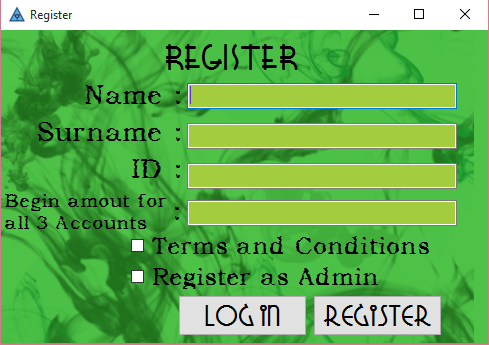 Register
REGISTER
Name :
Surname :
ID :
Begin amout for
all 3 Accounts :
Terms and Conditions
Register as Admin
LOG IN REGISTER